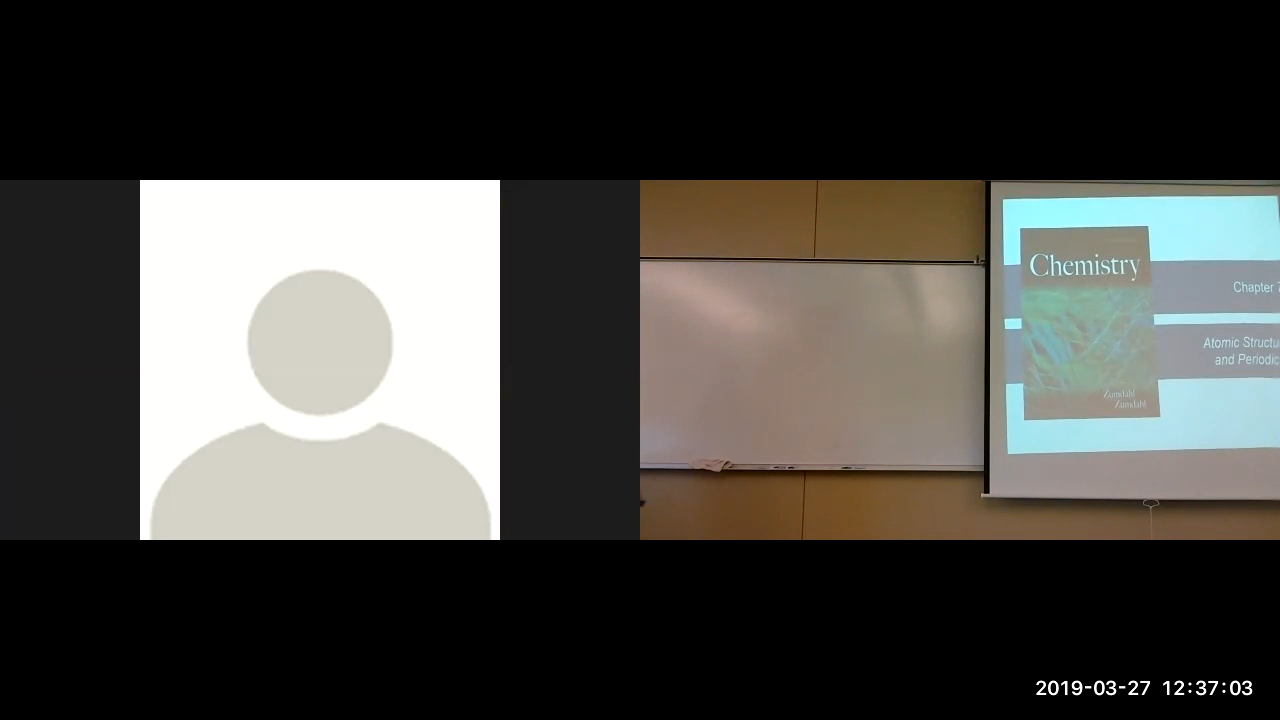 Chemistry
Chapter 7
Atomic Structu
and Periodic
Zumdahl
Zumdahl
2019-03-27 12:37:03